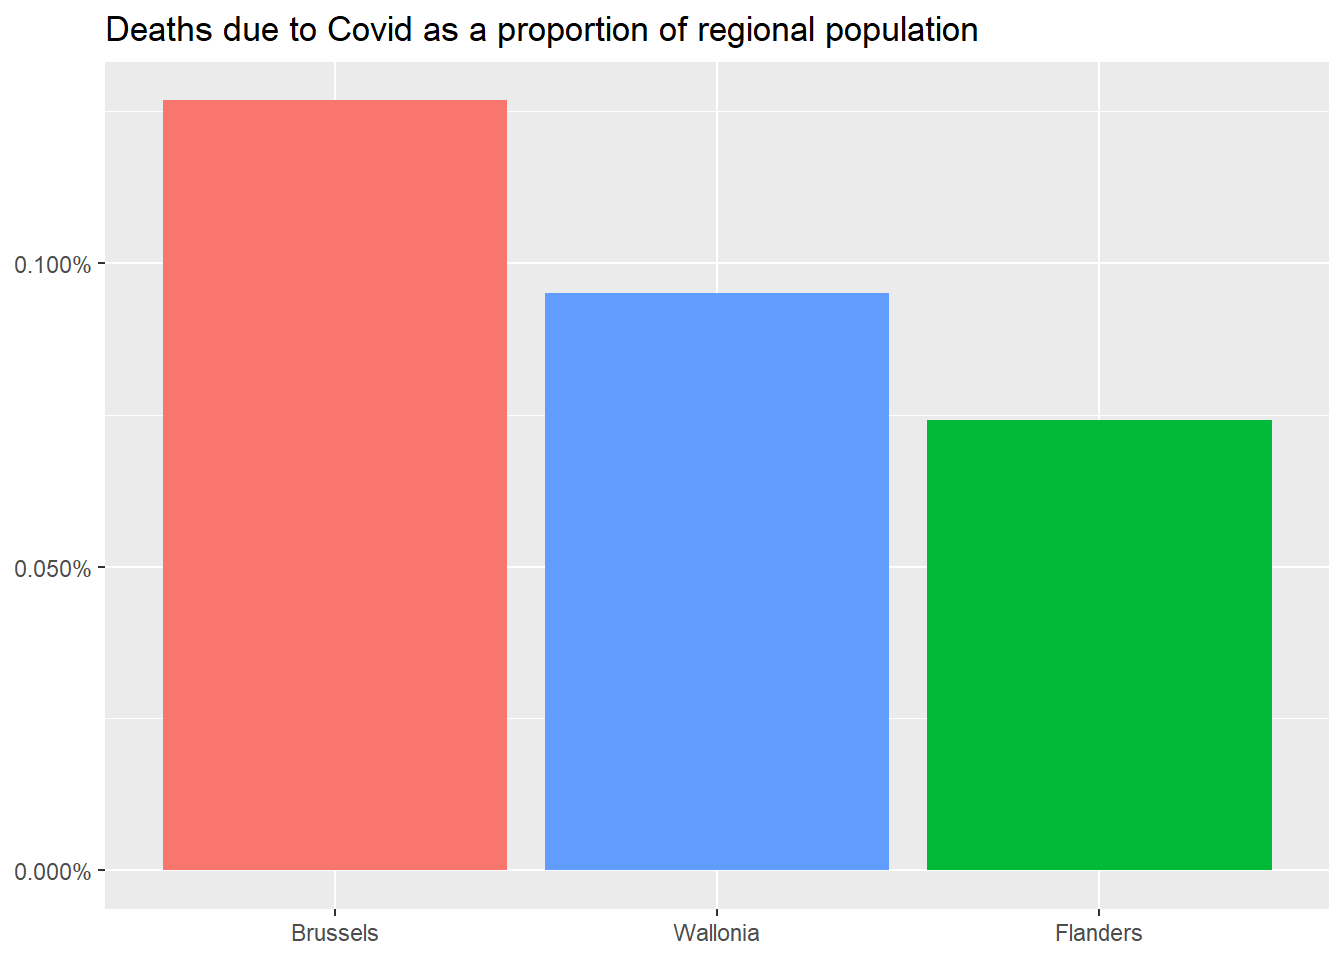 Deaths due to Covid as a proportion of regional population
0.100%
0.050%
0.000%
Brussels Wallonia Flanders